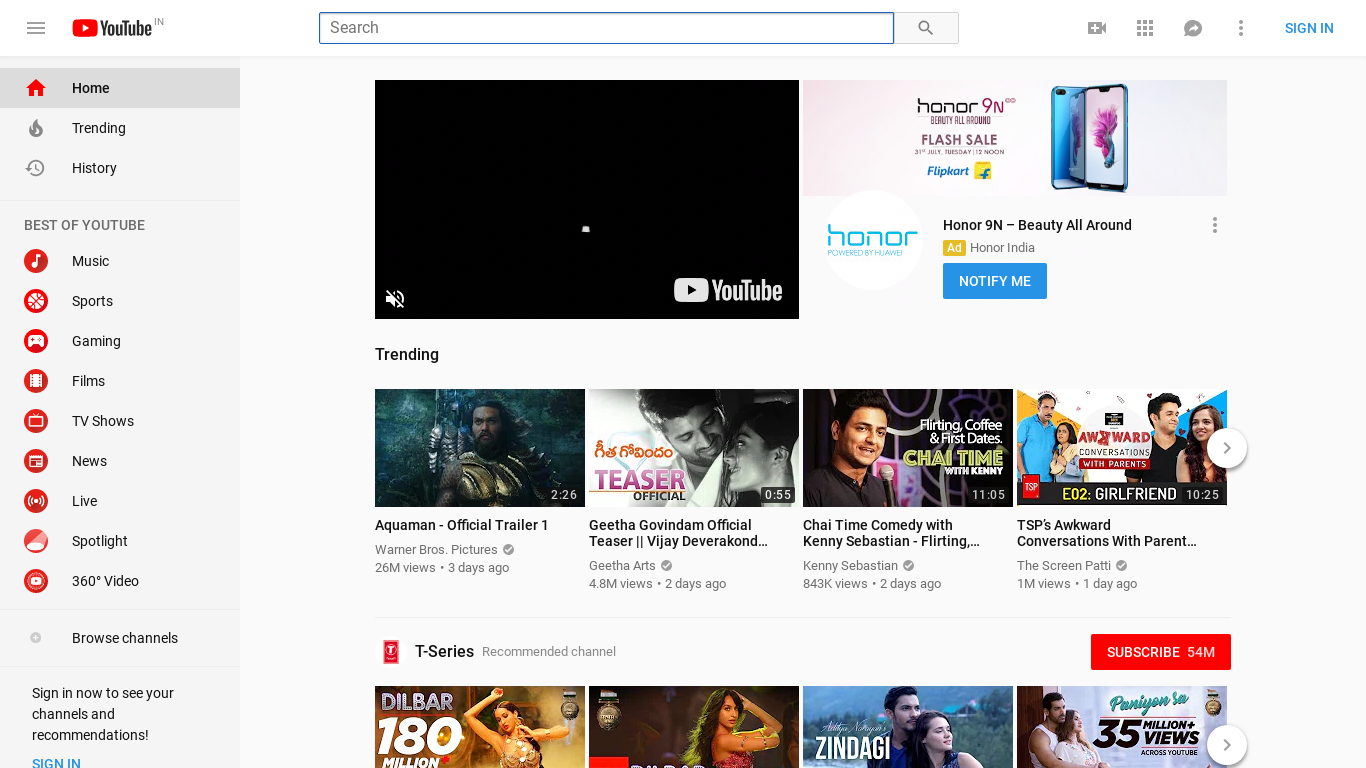 YouTube IN
Search
SIGN IN
Home
Trending
History
BEST OF YOUTUBE
Music
Sports
Gaming
Films
TV Shows
News
Live
Spotlight
360° Video
Browse channels
Sign in now to see your
channels and
recommendations!
SIGN IN
YouTube
honor 9N
BEAUTY ALL AROUND
FLASH SALE
31ST JULY, TUESDAY | 12 NOON
Flipkart
honor
POWERED BY HUAWEI
Honor 9N – Beauty All Around
Ad Honor India
NOTIFY ME
Trending
2:26
Aquaman - Official Trailer 1
Warner Bros. Pictures
26M views • 3 days ago
గీత గోవిందం
TEASER
OFFICIAL
0:55
Geetha Govindam Official
Teaser || Vijay Deverakond…
Geetha Arts
4.8M views • 2 days ago
Flirting, Coffee
& First Dates.
CHAI TIME
WITH KENNY
11:05
Chai Time Comedy with
Kenny Sebastian - Flirting,…
Kenny Sebastian
843K views • 2 days ago
AWKWARD
CONVERSATIONS
WITH PARENTS
TSP
E02: GIRLFRIEND
10:25
TSP’s Awkward
Conversations With Parent…
The Screen Patti
1M views • 1 day ago
T-Series Recommended channel
SUBSCRIBE 54M
DILBAR
180
MILLION+
DILBAR
Aditya Narayan's
ZINDAGI
Paniyon sa
35 MILLION+
VIEWS
ACROSS YOUTUBE